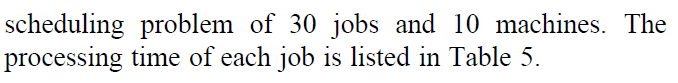 scheduling problem of 30 jobs and 10 machines. The
processing time of each job is listed in Table 5.